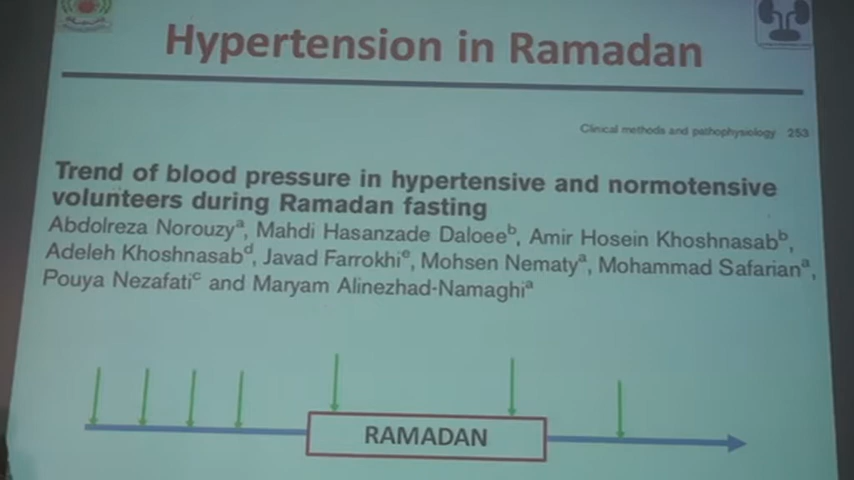 Hypertension in Ramadan
Clinical methods and pathophysiology 253
Trend of blood pressure in hypertensive and normotensive
volunteers during Ramadan fasting
Abdolreza Norouzyᵃ, Mahdi Hasanzade Daloeeᵇ, Amir Hosein Khoshnasabᵇ,
Adeleh Khoshnasabᵈ, Javad Farrokhiᵉ, Mohsen Nematyᵃ, Mohammad Safarianᵃ,
Pouya Nezafatiᶜ and Maryam Alinezhad-Namaghiᵃ
RAMADAN